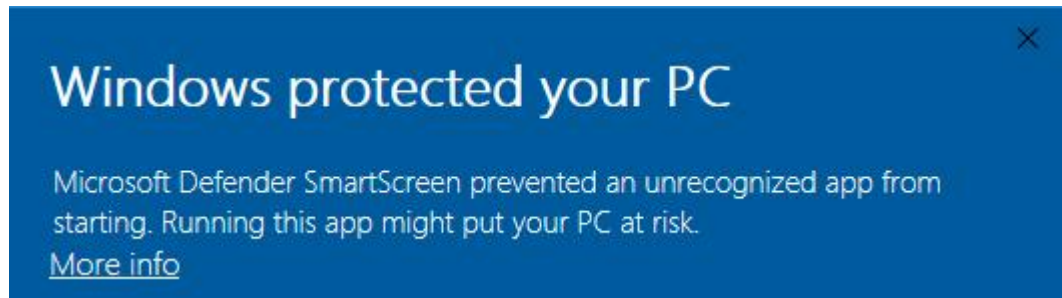 Windows protected your PC
Microsoft Defender SmartScreen prevented an unrecognized app from
starting. Running this app might put your PC at risk.
More info